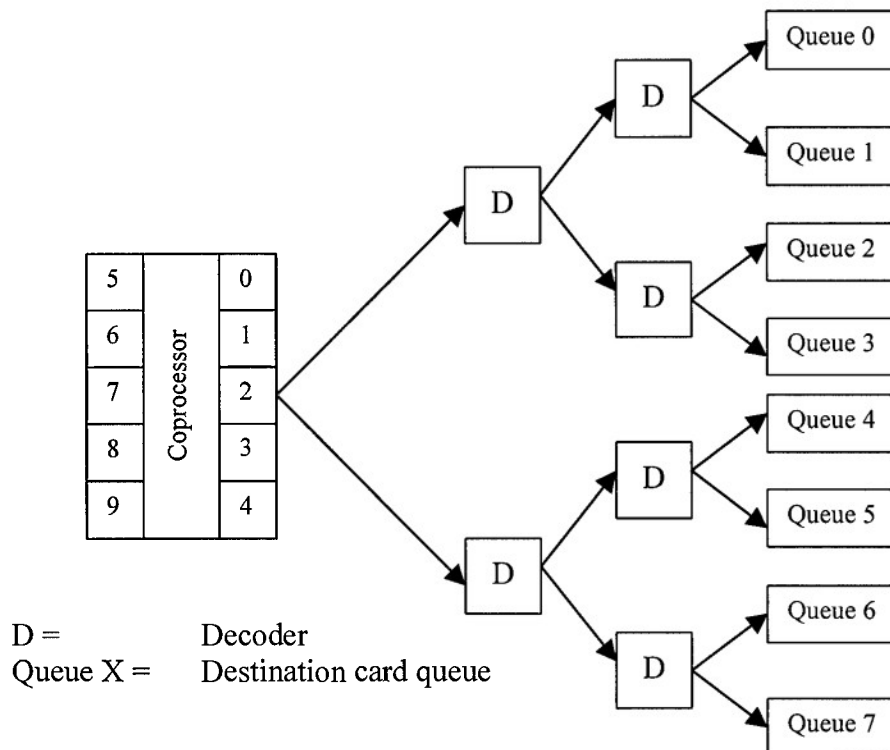 Queue 0
D
Queue 1
D
Queue 2
D
Queue 3
5
0
6
1
7
Coprocessor
2
8
3
9
4
Queue 4
D
Queue 5
D
Queue 6
D
Queue 7
D = Decoder
Queue X = Destination card queue